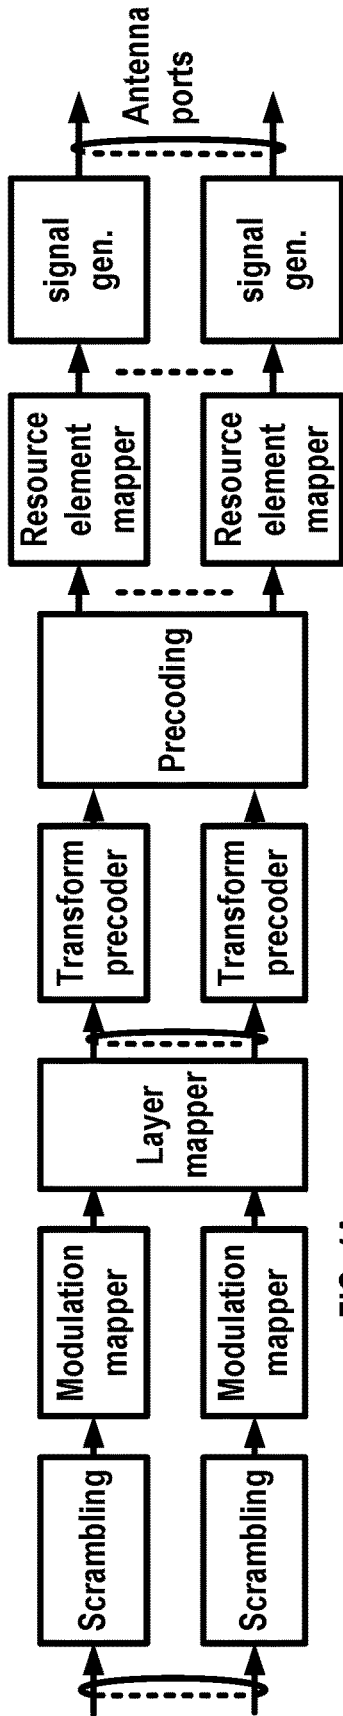 Scrambling
Scrambling
Modulation
mapper
Modulation
mapper
Layer
mapper
Transform
precoder
Transform
precoder
Precoding
Resource
element
mapper
Resource
element
mapper
signal
gen.
signal
gen.
Antenna
ports